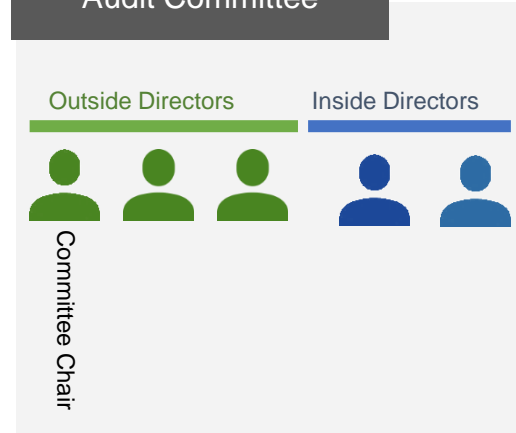 Audit Committee
Outside Directors
Inside Directors
Committee Chair